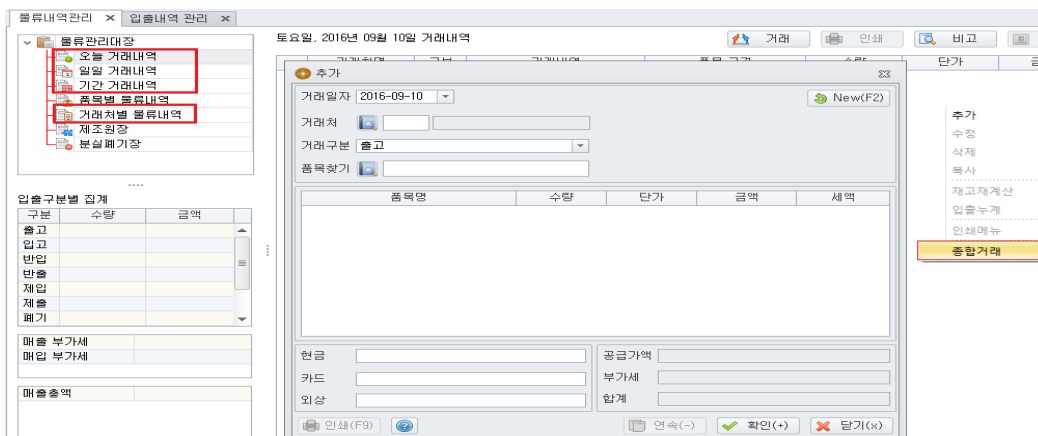 물류내역관리 × 입출내역 관리 ×
물류관리대장
오늘 거래내역
일일 거래내역
기간 거래내역
품목별 물류내역
거래처별 물류내역
제조원장
분실폐기장
입출구분별 집계
구분 수량 금액
출고
입고
반입
반출
제입
제출
폐기
매출 부가세
매입 부가세
매출총액
토요일, 2016년 09월 10일 거래내역
거래 인쇄 비고
단가
추가
거래일자 2016-09-10 New(F2)
거래처
거래구분 출고
품목찾기
품목명 수량 단가 금액 세액
현금
카드
외상
공급가액
부가세
합계
인쇄(F9) 연속(-) 확인(+) 닫기(x)
추가
수정
삭제
복사
재고재계산
입출누계
인쇄메뉴
종합거래